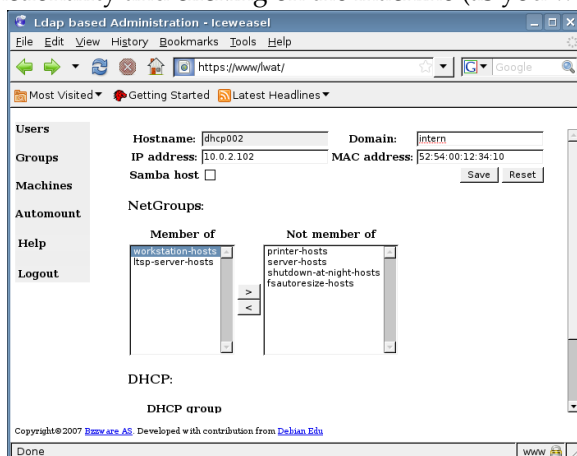 Ldap based Administration - Iceweasel
File Edit View History Bookmarks Tools Help
https://www/lwat/ G Google
Most Visited Getting Started Latest Headlines
Users
Groups
Machines
Automount
Help
Logout
Hostname: dhcp002 Domain: intern
IP address: 10.0.2.102 MAC address: 52:54:00:12:34:10
Samba host Save Reset
NetGroups:
Member of Not member of
workstation-hosts printer-hosts
ltsp-server-hosts server-hosts
shutdown-at-night-hosts
fsautoresize-hosts
>
<
DHCP:
DHCP group
Copyright©2007 Bzzware AS. Developed with contribution from Debian Edu
Done www